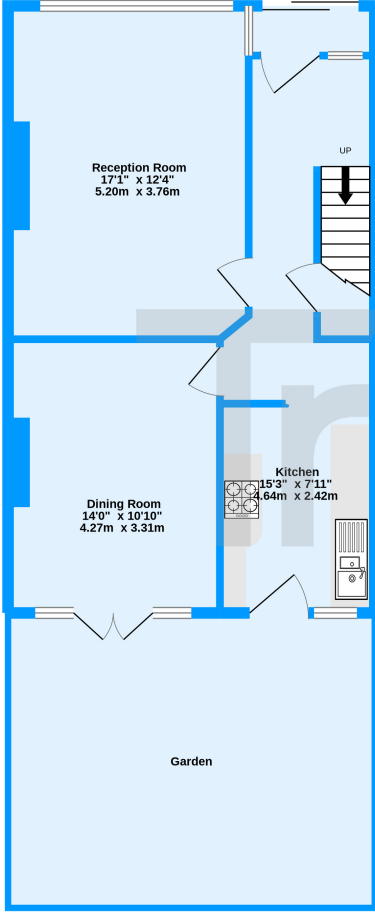 UP
Reception Room
17'1" x 12'4"
5.20m x 3.76m
Kitchen
15'3" x 7'11"
4.64m x 2.42m
Dining Room
14'0" x 10'10"
4.27m x 3.31m
Garden